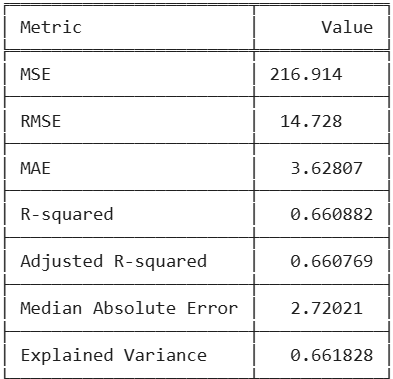 Metric Value
MSE 216.914
RMSE 14.728
MAE 3.62807
R-squared 0.660882
Adjusted R-squared 0.660769
Median Absolute Error 2.72021
Explained Variance 0.661828